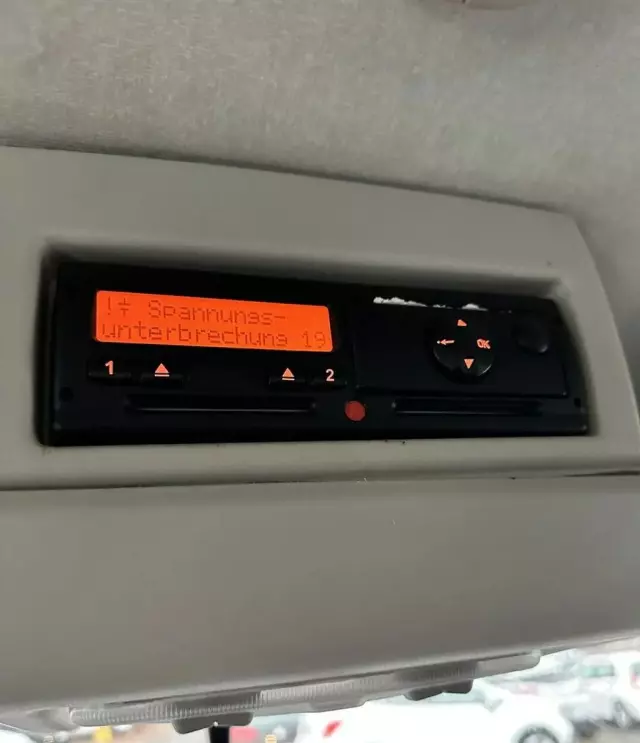 !÷ Spannungs-
unterbrechung 19
1 2
OK